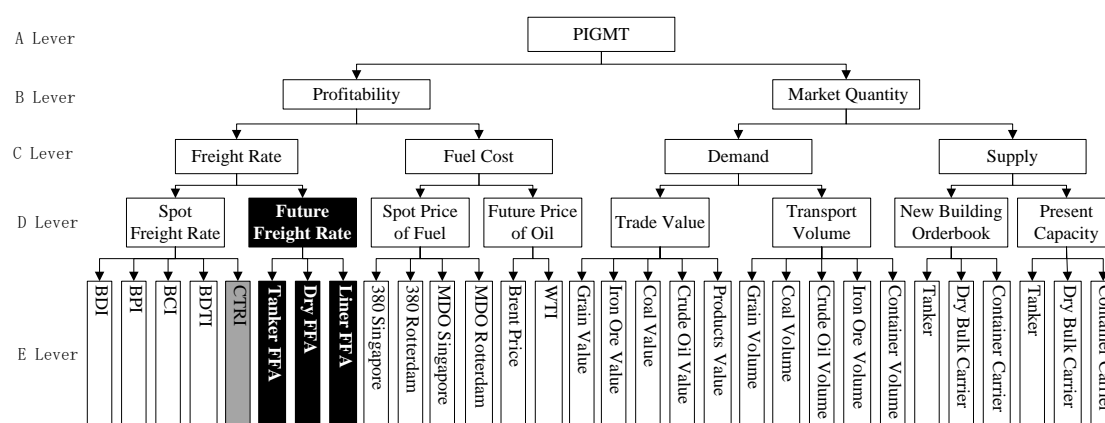 A Lever
PIGMT
B Lever
Profitability
Market Quantity
C Lever
Freight Rate
Fuel Cost
Demand
Supply
D Lever
Spot
Freight Rate
Future
Freight Rate
Spot Price
of Fuel
Future Price
of Oil
Trade Value
Transport
Volume
New Building
Orderbook
Present
Capacity
E Lever
BDI
BPI
BCI
BDTI
CTRI
Tanker FFA
Dry FFA
Liner FFA
380 Singapore
380 Rotterdam
MDO Singapore
MDO Rotterdam
Brent Price
WTI
Grain Value
Iron Ore Value
Coal Value
Crude Oil Value
Products Value
Grain Volume
Coal Volume
Crude Oil Volume
Iron Ore Volume
Container Volume
Tanker
Dry Bulk Carrier
Container Carrier
Tanker
Dry Bulk Carrier
Container Carrier